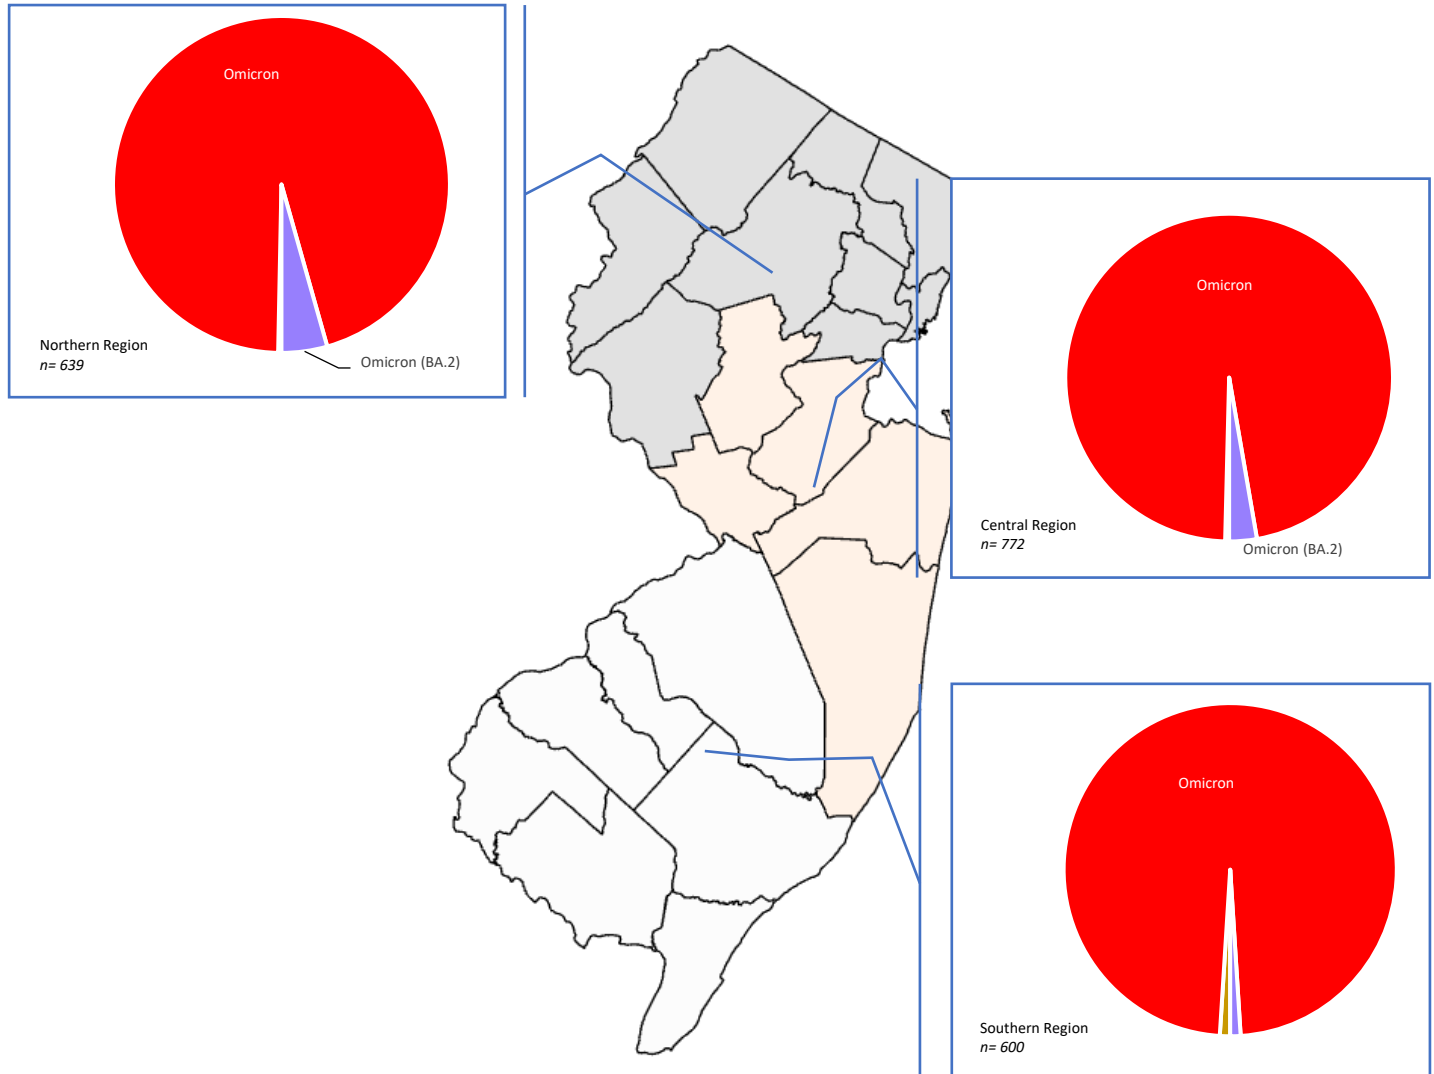 Omicron
Northern Region
n= 639
Omicron (BA.2)
Omicron
Central Region
n= 772
Omicron (BA.2)
Omicron
Southern Region
n= 600